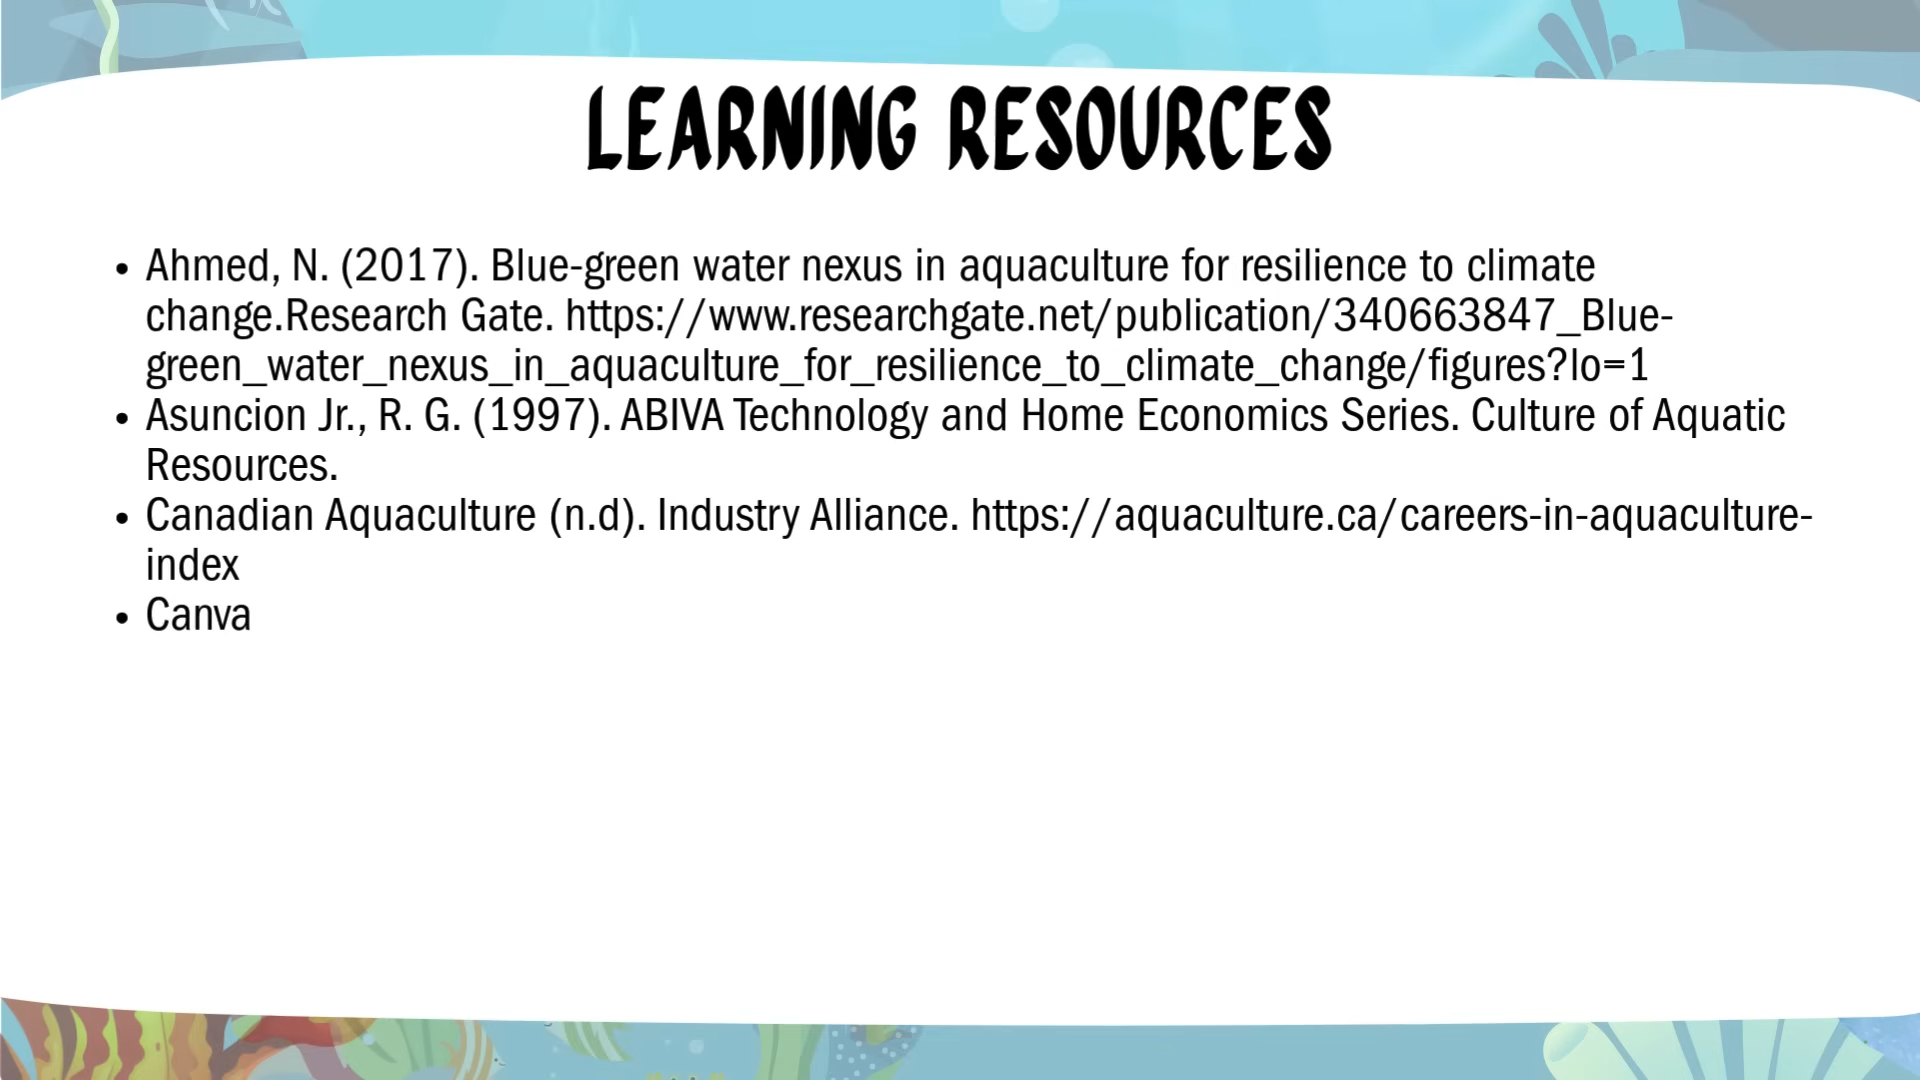 LEARNING RESOURCES
• Ahmed, N. (2017). Blue-green water nexus in aquaculture for resilience to climate
change.Research Gate. https://www.researchgate.net/publication/340663847_Blue-
green_water_nexus_in_aquaculture_for_resilience_to_climate_change/figures?lo=1
• Asuncion Jr., R. G. (1997). ABIVA Technology and Home Economics Series. Culture of Aquatic
Resources.
• Canadian Aquaculture (n.d). Industry Alliance. https://aquaculture.ca/careers-in-aquaculture-
index
• Canva